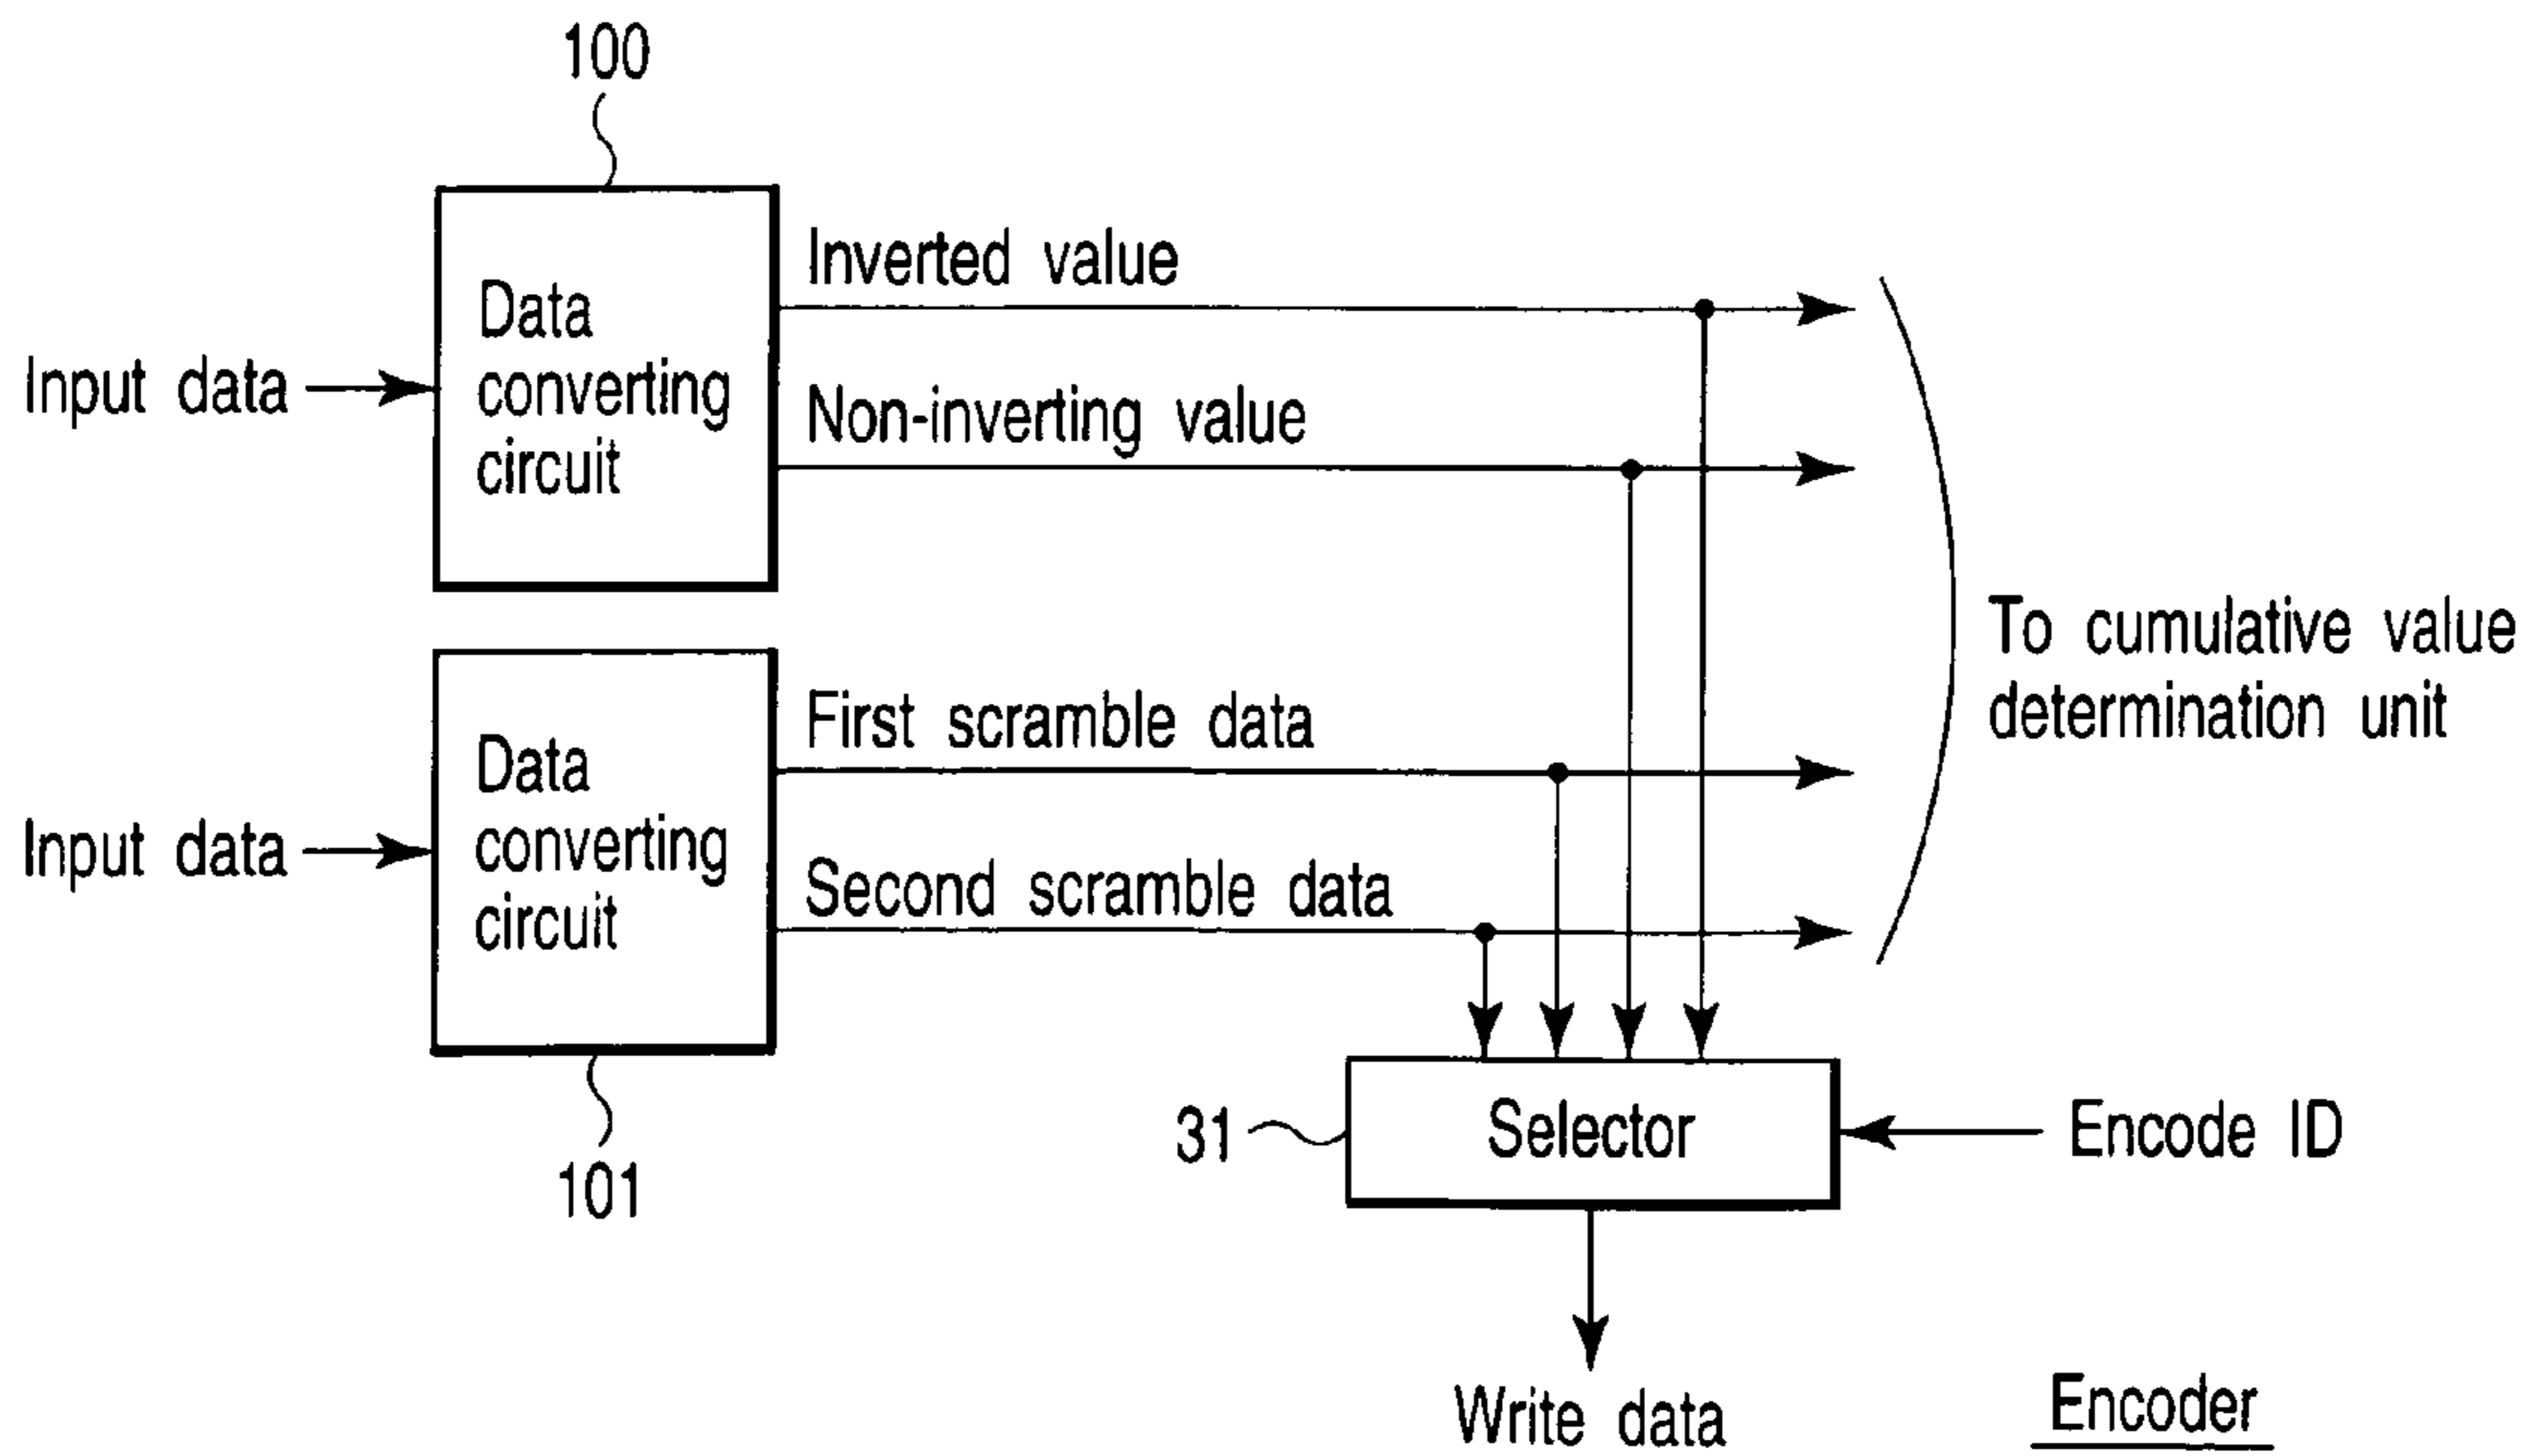 100
Inverted value
Data
converting
circuit
Input data
Non-inverting value
To cumulative value
determination unit
First scramble data
Data
converting
circuit
Input data
Second scramble data
101
31
Selector
Encode ID
Write data
Encoder